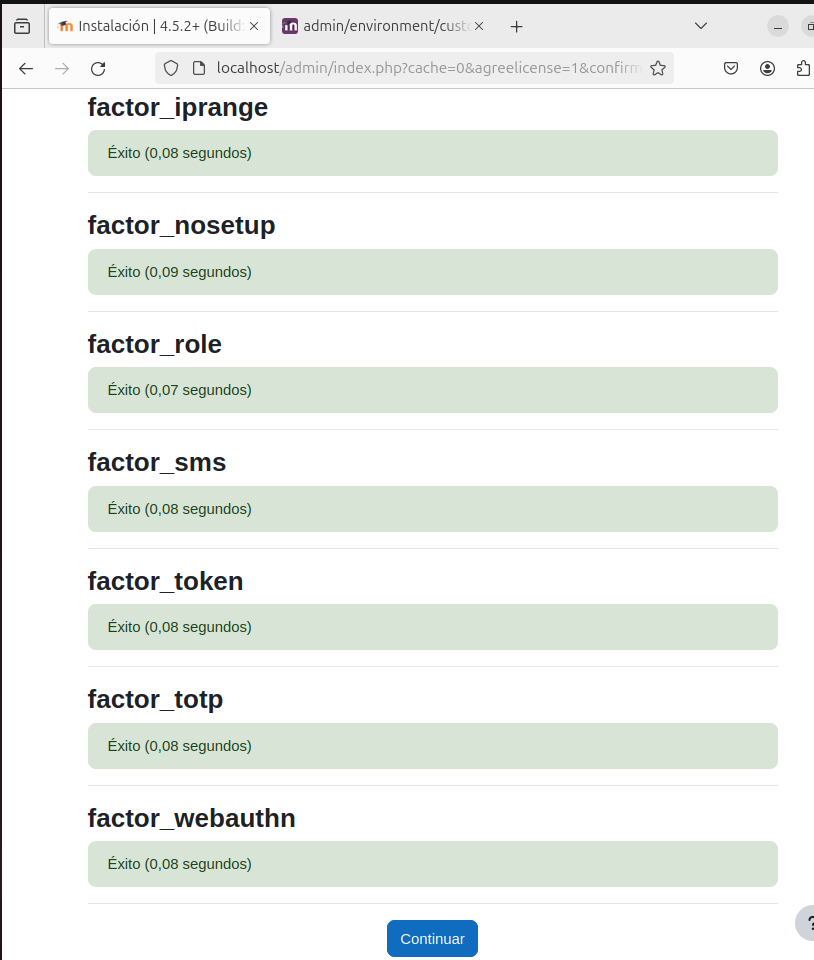 Instalación | 4.5.2+ (Build:
admin/environment/custo
localhost/admin/index.php?cache=0&agreelicense=1&confirm
factor_iprange
Éxito (0,08 segundos)
factor_nosetup
Éxito (0,09 segundos)
factor_role
Éxito (0,07 segundos)
factor_sms
Éxito (0,08 segundos)
factor_token
Éxito (0,08 segundos)
factor_totp
Éxito (0,08 segundos)
factor_webauthn
Éxito (0,08 segundos)
Continuar
?